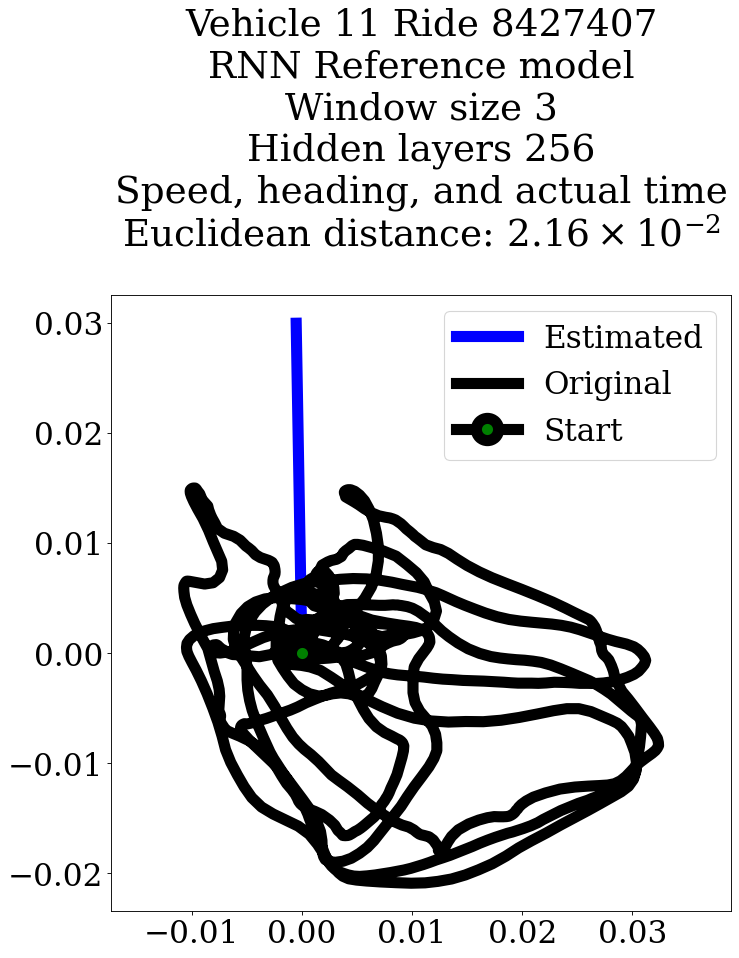 Vehicle 11 Ride 8427407
RNN Reference model
Window size 3
Hidden layers 256
Speed, heading, and actual time
Euclidean distance: 2.16 × 10⁻²
Estimated
Original
Start
0.03
0.02
0.01
0.00
−0.01
−0.02
−0.01 0.00 0.01 0.02 0.03